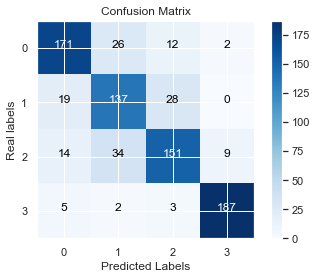 Confusion Matrix
0 171 26 12 2
1 19 137 28 0
2 14 34 151 9
3 5 2 3 187
0 1 2 3
Real labels
Predicted Labels
175
150
125
100
75
50
25
0